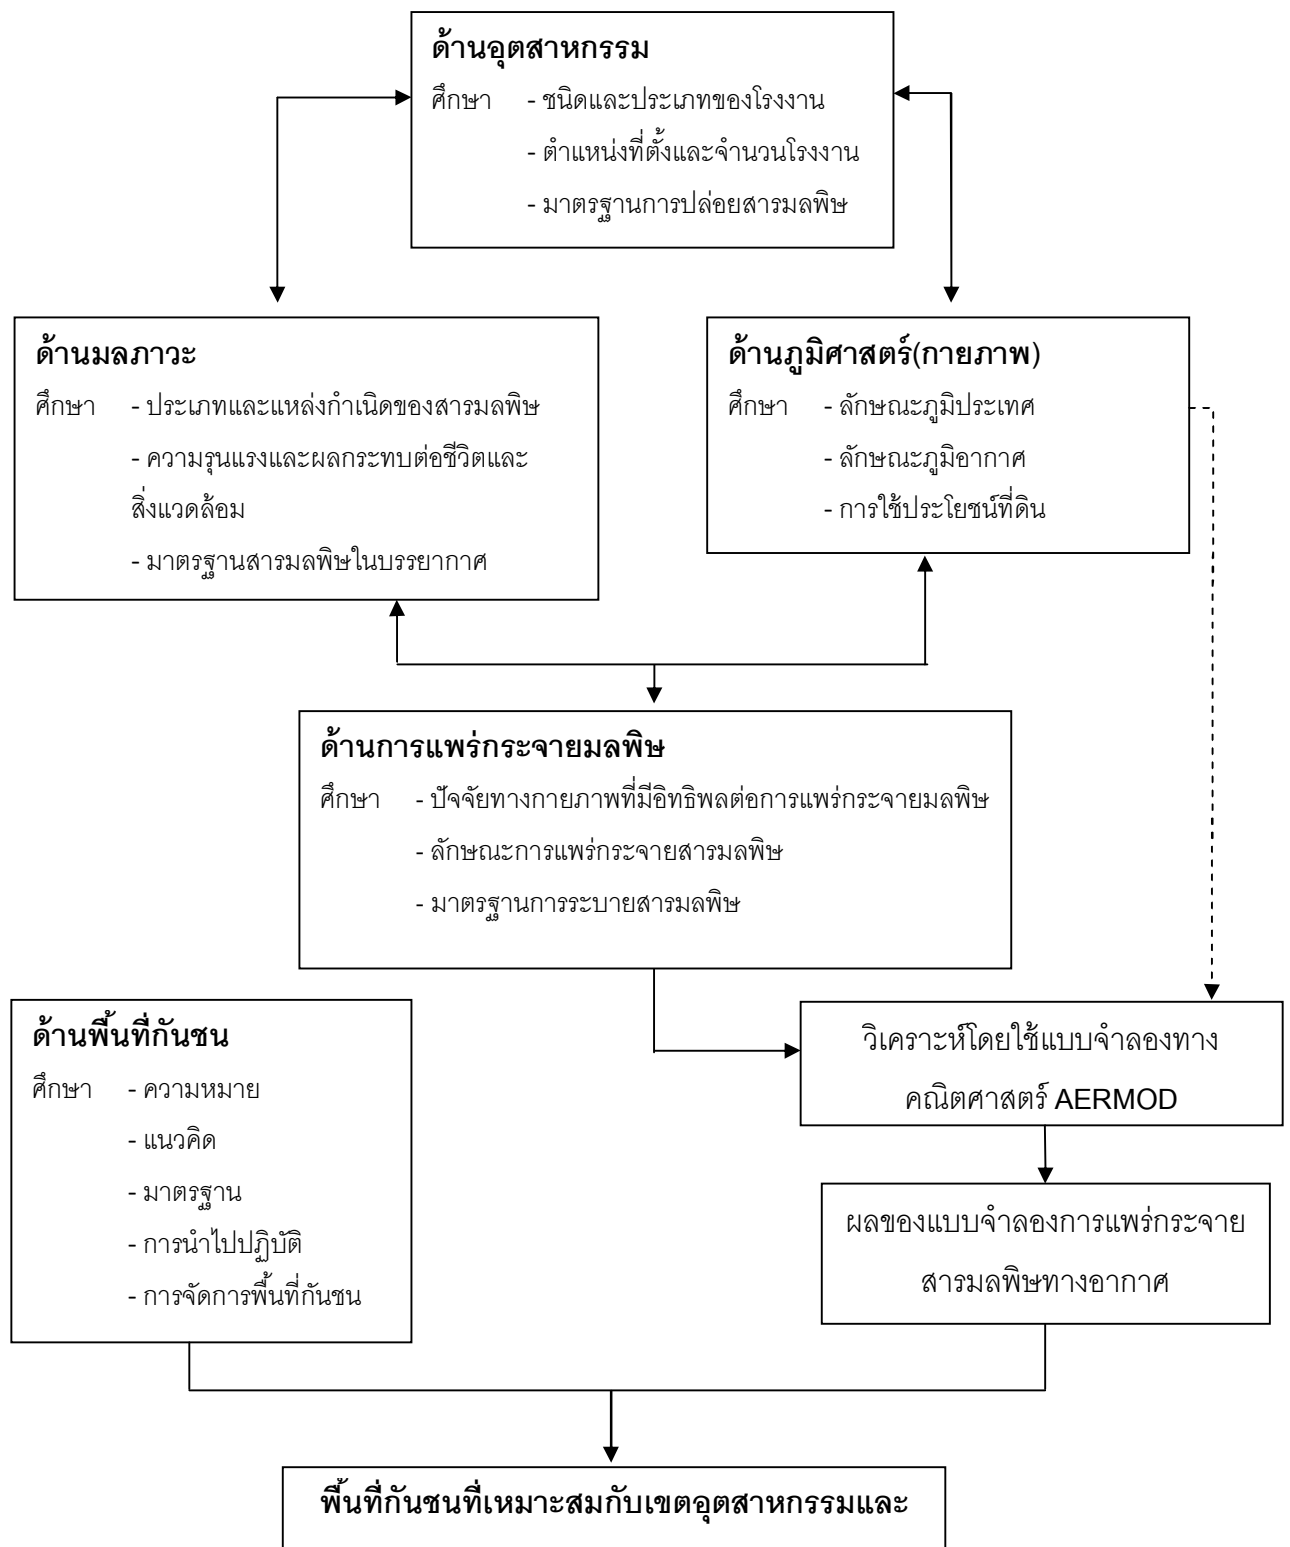 ด้านอุตสาหกรรม
ศึกษา - ชนิดและประเภทของโรงงาน
- ตำแหน่งที่ตั้งและจำนวนโรงงาน
- มาตรฐานการปล่อยสารมลพิษ
ด้านมลภาวะ
ศึกษา - ประเภทและแหล่งกำเนิดของสารมลพิษ
- ความรุนแรงและผลกระทบต่อชีวิตและ
สิ่งแวดล้อม
- มาตรฐานสารมลพิษในบรรยากาศ
ด้านภูมิศาสตร์(กายภาพ)
ศึกษา - ลักษณะภูมิประเทศ
- ลักษณะภูมิอากาศ
- การใช้ประโยชน์ที่ดิน
ด้านการแพร่กระจายมลพิษ
ศึกษา - ปัจจัยทางกายภาพที่มีอิทธิพลต่อการแพร่กระจายมลพิษ
- ลักษณะการแพร่กระจายสารมลพิษ
- มาตรฐานการระบายสารมลพิษ
ด้านพื้นที่กันชน
ศึกษา - ความหมาย
- แนวคิด
- มาตรฐาน
- การนำไปปฏิบัติ
- การจัดการพื้นที่กันชน
วิเคราะห์โดยใช้แบบจำลองทาง
คณิตศาสตร์ AERMOD
ผลของแบบจำลองการแพร่กระจาย
สารมลพิษทางอากาศ
พื้นที่กันชนที่เหมาะสมกับเขตอุตสาหกรรมและ